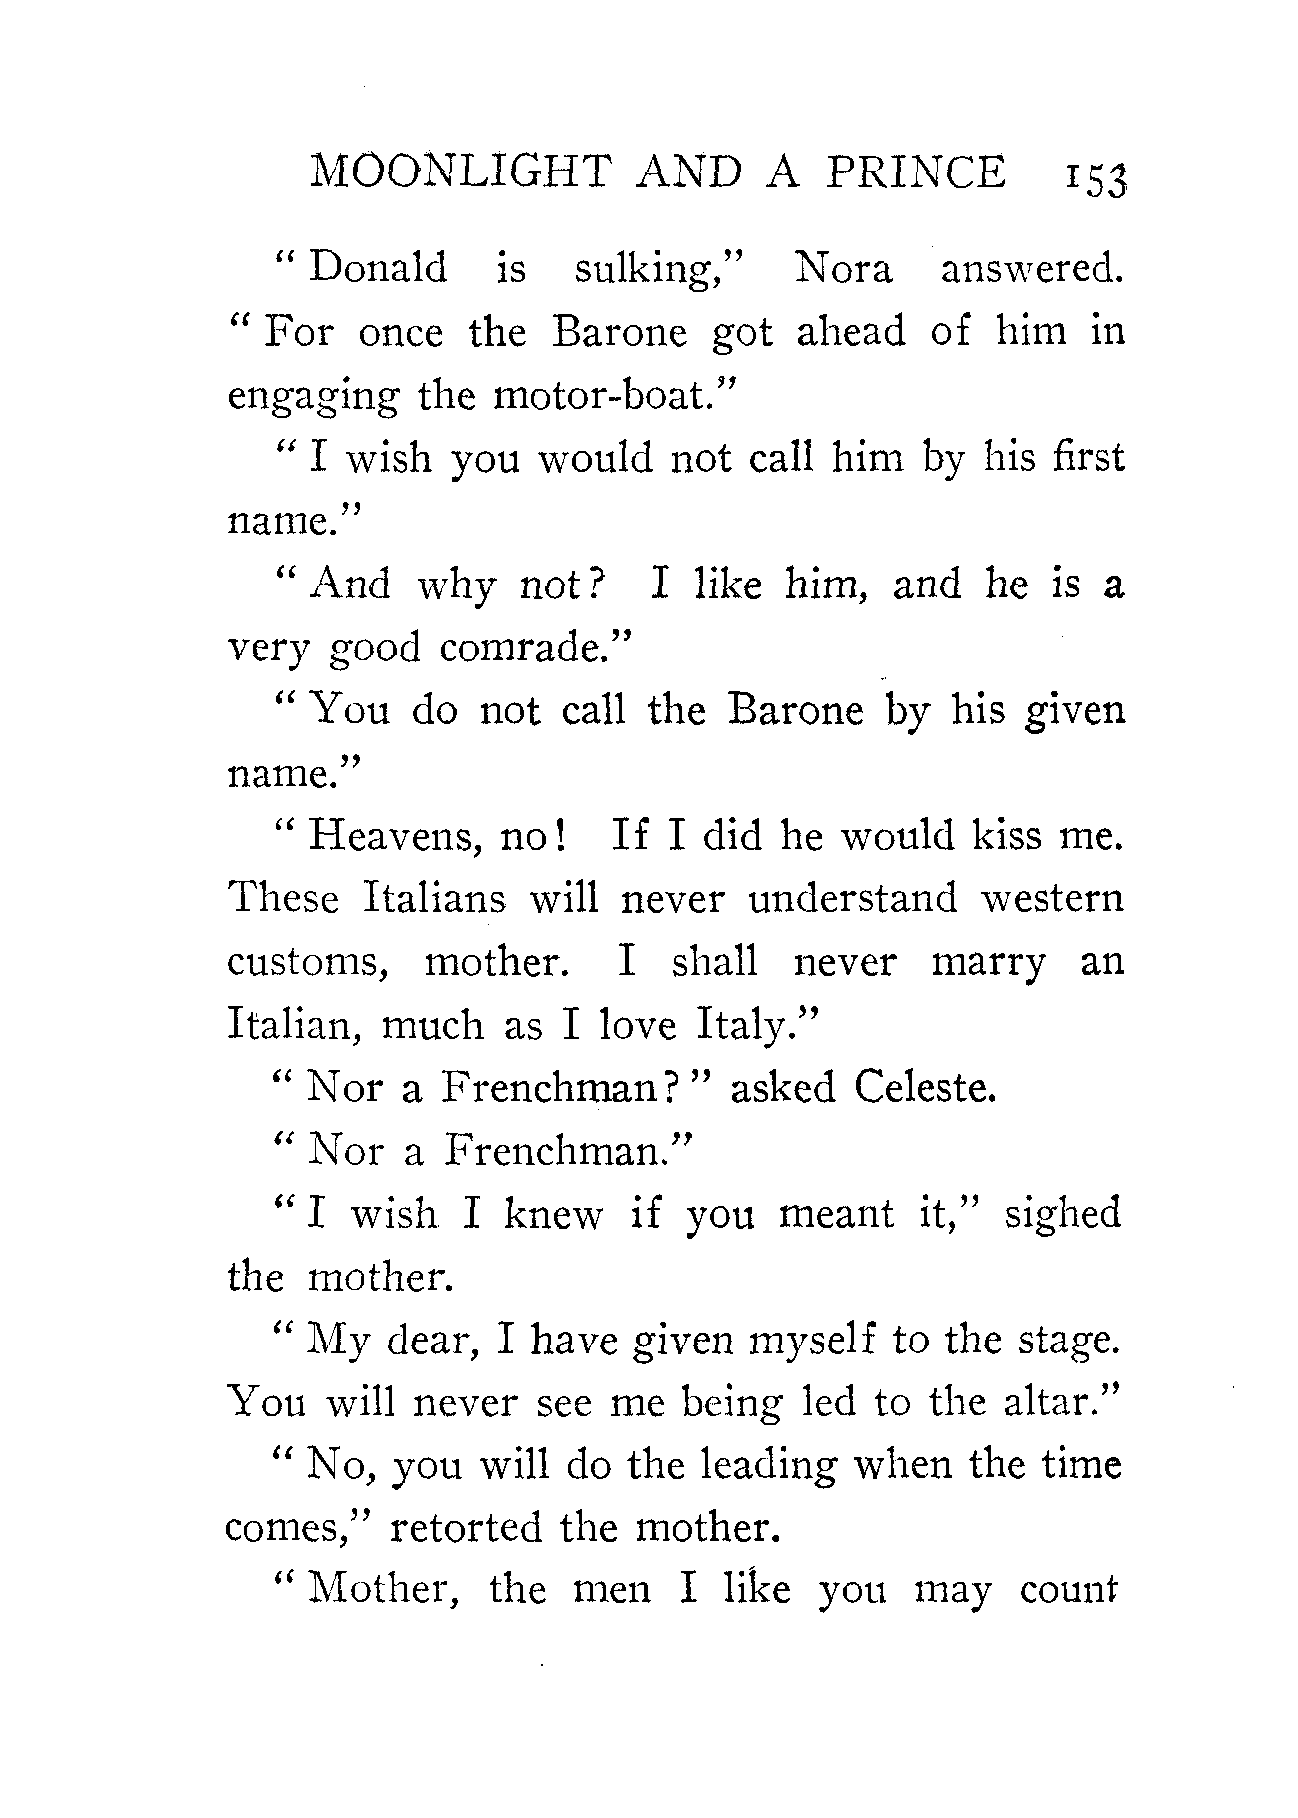 MOONLIGHT AND A PRINCE 153
" Donald is sulking," Nora answered.
" For once the Barone got ahead of him in
engaging the motor-boat."
" I wish you would not call him by his first
name."
" And why not? I like him, and he is a
very good comrade."
" You do not call the Barone by his given
name."
" Heavens, no! If I did he would kiss me.
These Italians will never understand western
customs, mother. I shall never marry an
Italian, much as I love Italy."
" Nor a Frenchman? " asked Celeste.
" Nor a Frenchman."
" I wish I knew if you meant it," sighed
the mother.
" My dear, I have given myself to the stage.
You will never see me being led to the altar."
" No, you will do the leading when the time
comes," retorted the mother.
" Mother, the men I like you may count